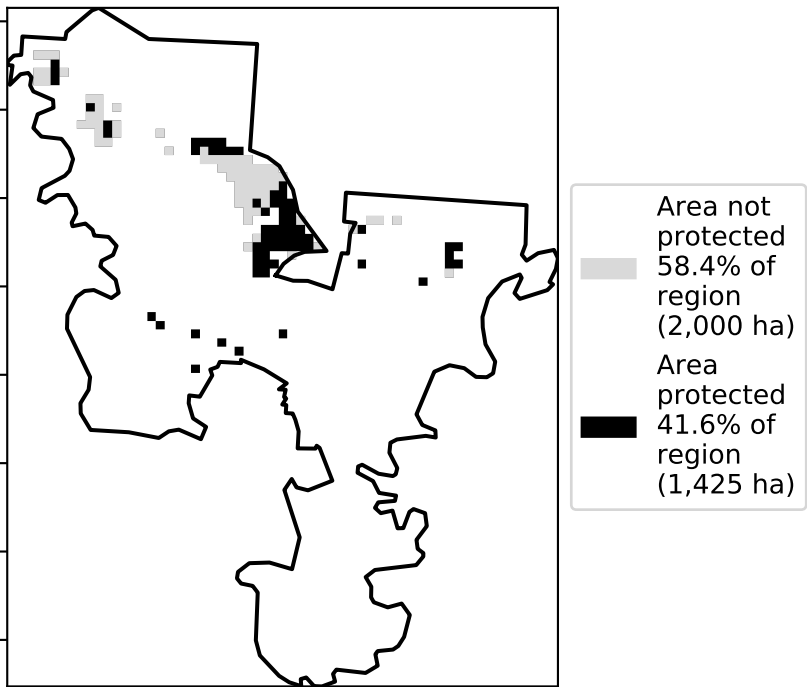 Area not
protected
58.4% of
region
(2,000 ha)
Area
protected
41.6% of
region
(1,425 ha)